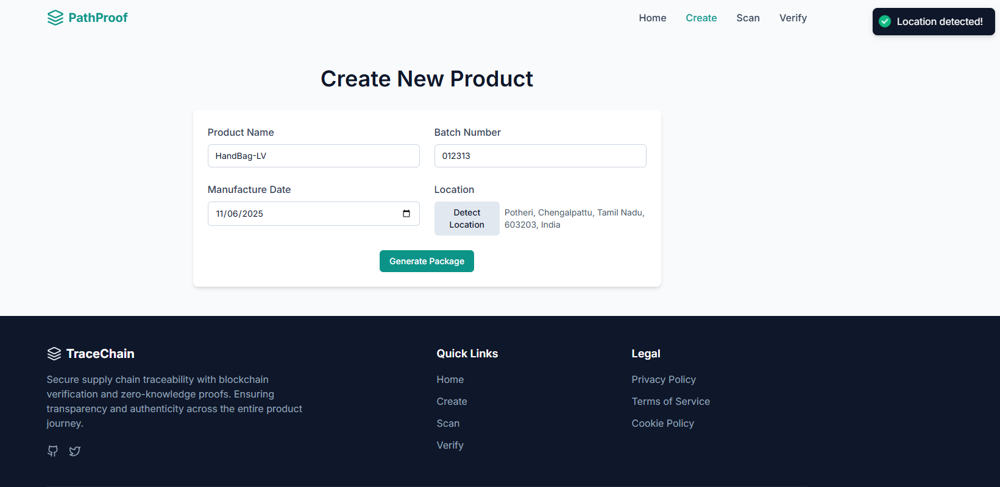 PathProof
Home Create Scan Verify
Location detected!
Create New Product
Product Name
HandBag-LV
Batch Number
012313
Manufacture Date
11/06/2025
Location
Detect
Location
Potheri, Chengalpattu, Tamil Nadu,
603203, India
Generate Package
TraceChain
Secure supply chain traceability with blockchain
verification and zero-knowledge proofs. Ensuring
transparency and authenticity across the entire product
journey.
Quick Links
Home
Create
Scan
Verify
Legal
Privacy Policy
Terms of Service
Cookie Policy